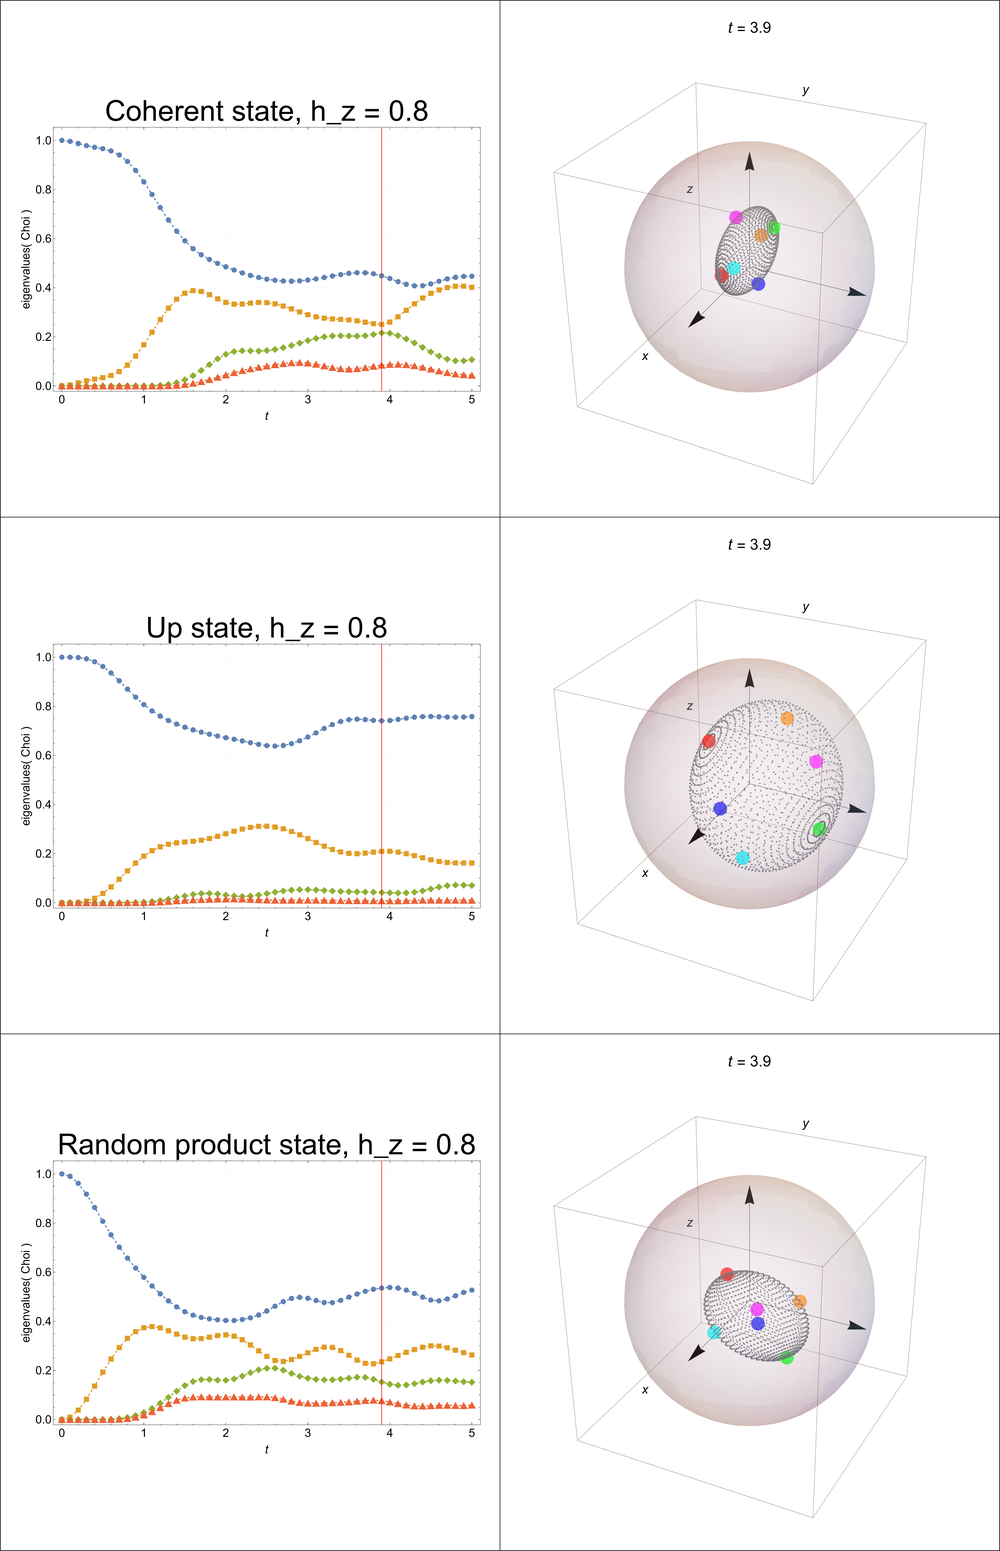 t = 3.9
Coherent state, h_z = 0.8
eigenvalues( Choi )
1.0
0.8
0.6
0.4
0.2
0.0
0 1 2 3 4 5
t
y
z
x
t = 3.9
Up state, h_z = 0.8
eigenvalues( Choi )
1.0
0.8
0.6
0.4
0.2
0.0
0 1 2 3 4 5
t
y
z
x
t = 3.9
Random product state, h_z = 0.8
eigenvalues( Choi )
1.0
0.8
0.6
0.4
0.2
0.0
0 1 2 3 4 5
t
y
z
x